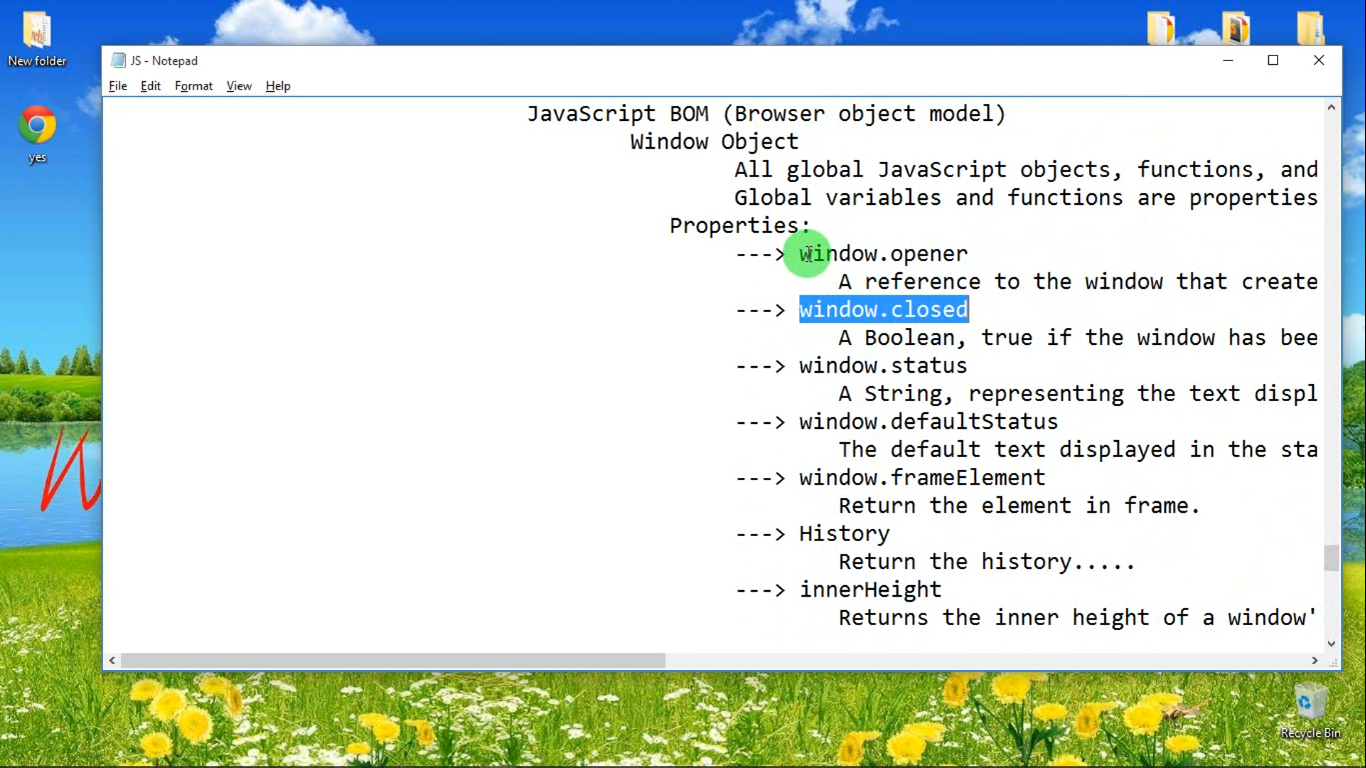 New folder
yes
JS - Notepad
File Edit Format View Help
JavaScript BOM (Browser object model)
Window Object
All global JavaScript objects, functions, and
Global variables and functions are properties
Properties:
---> window.opener
A reference to the window that create
---> window.closed
A Boolean, true if the window has bee
---> window.status
A String, representing the text displ
---> window.defaultStatus
The default text displayed in the sta
---> window.frameElement
Return the element in frame.
---> History
Return the history.....
---> innerHeight
Returns the inner height of a window'
Recycle Bin